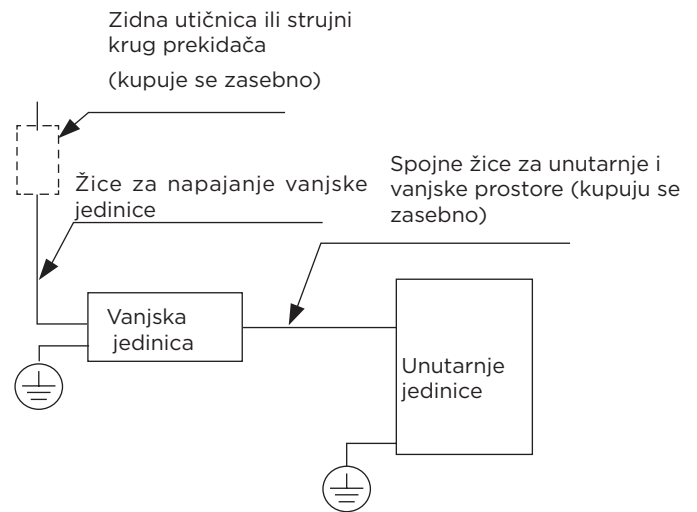 Zidna utičnica ili strujni
krug prekidača
(kupuje se zasebno)
Žice za napajanje vanjske
jedinice
Spojne žice za unutarnje i
vanjske prostore (kupuju se
zasebno)
Vanjska
jedinica
Unutarnje
jedinice